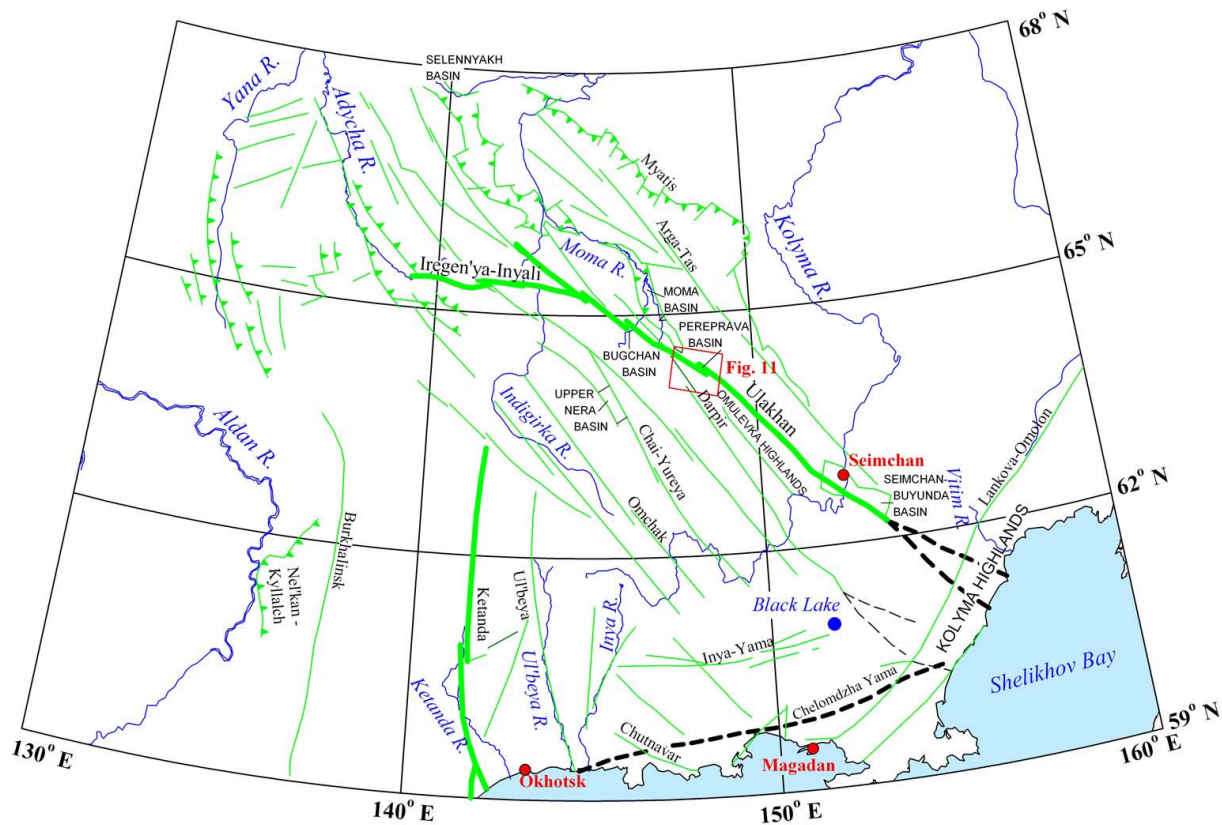 68° N
SELENNYAKH
BASIN
Yana R.
Adycha R.
Myatis
Kolyma R.
Arga-Tas
65° N
Moma R.
Iregen'ya-Inyali
MOMA
BASIN
PEREPRAVA
BASIN
BUGCHAN
BASIN
Fig. 11
Ulakhan
OMULEVKA HIGHLANDS
Darpir
UPPER
NERA
BASIN
Indigirka R.
Chai-Yureya
Aldan R.
Lankova-Omolon
Seimchan
SEIMCHAN-
BUYUNDA
BASIN
Vitim R.
62° N
Omchak
Burkhalinsk
Nel'kan -
Kyllakh
Ketanda
Ul'beya
Inya R.
Black Lake
KOLYMA HIGHLANDS
Inya-Yama
Ul'beya R.
Ketanda R.
Shelikhov Bay
Chelomdzha Yama
Chutnavar
59° N
160° E
130° E
Okhotsk
Magadan
140° E
150° E